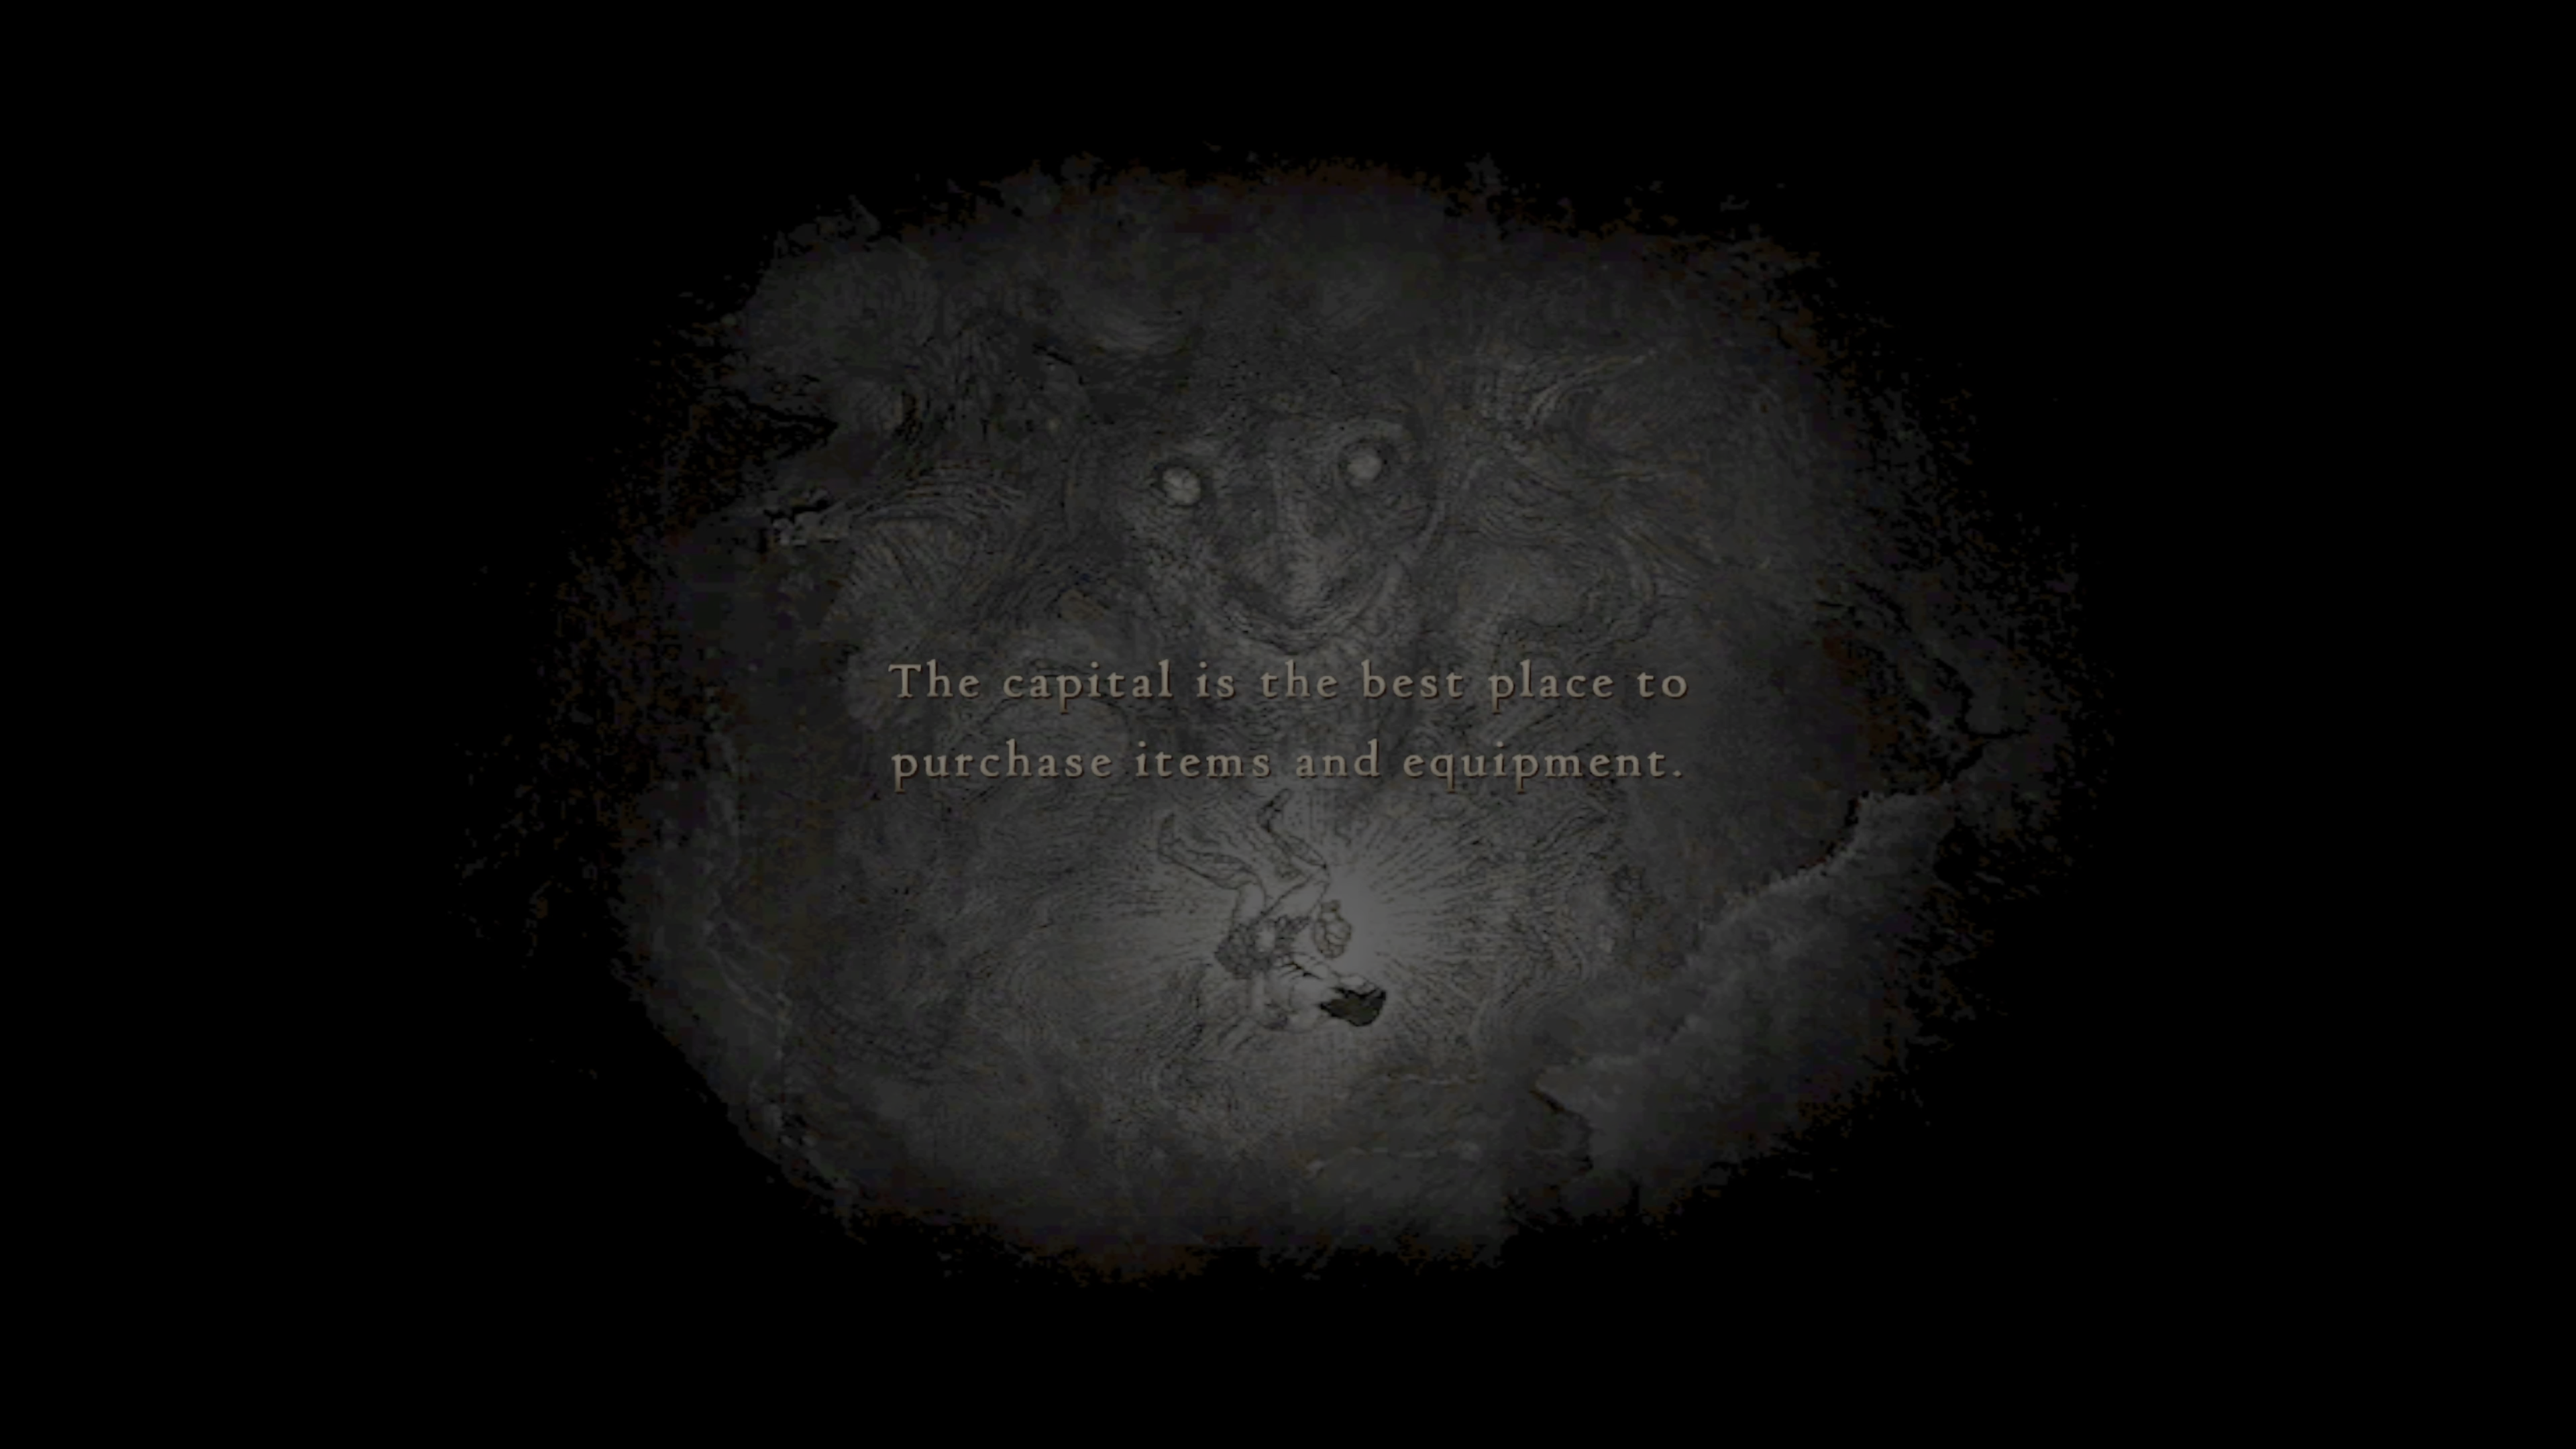 The capital is the best place to
purchase items and equipment.